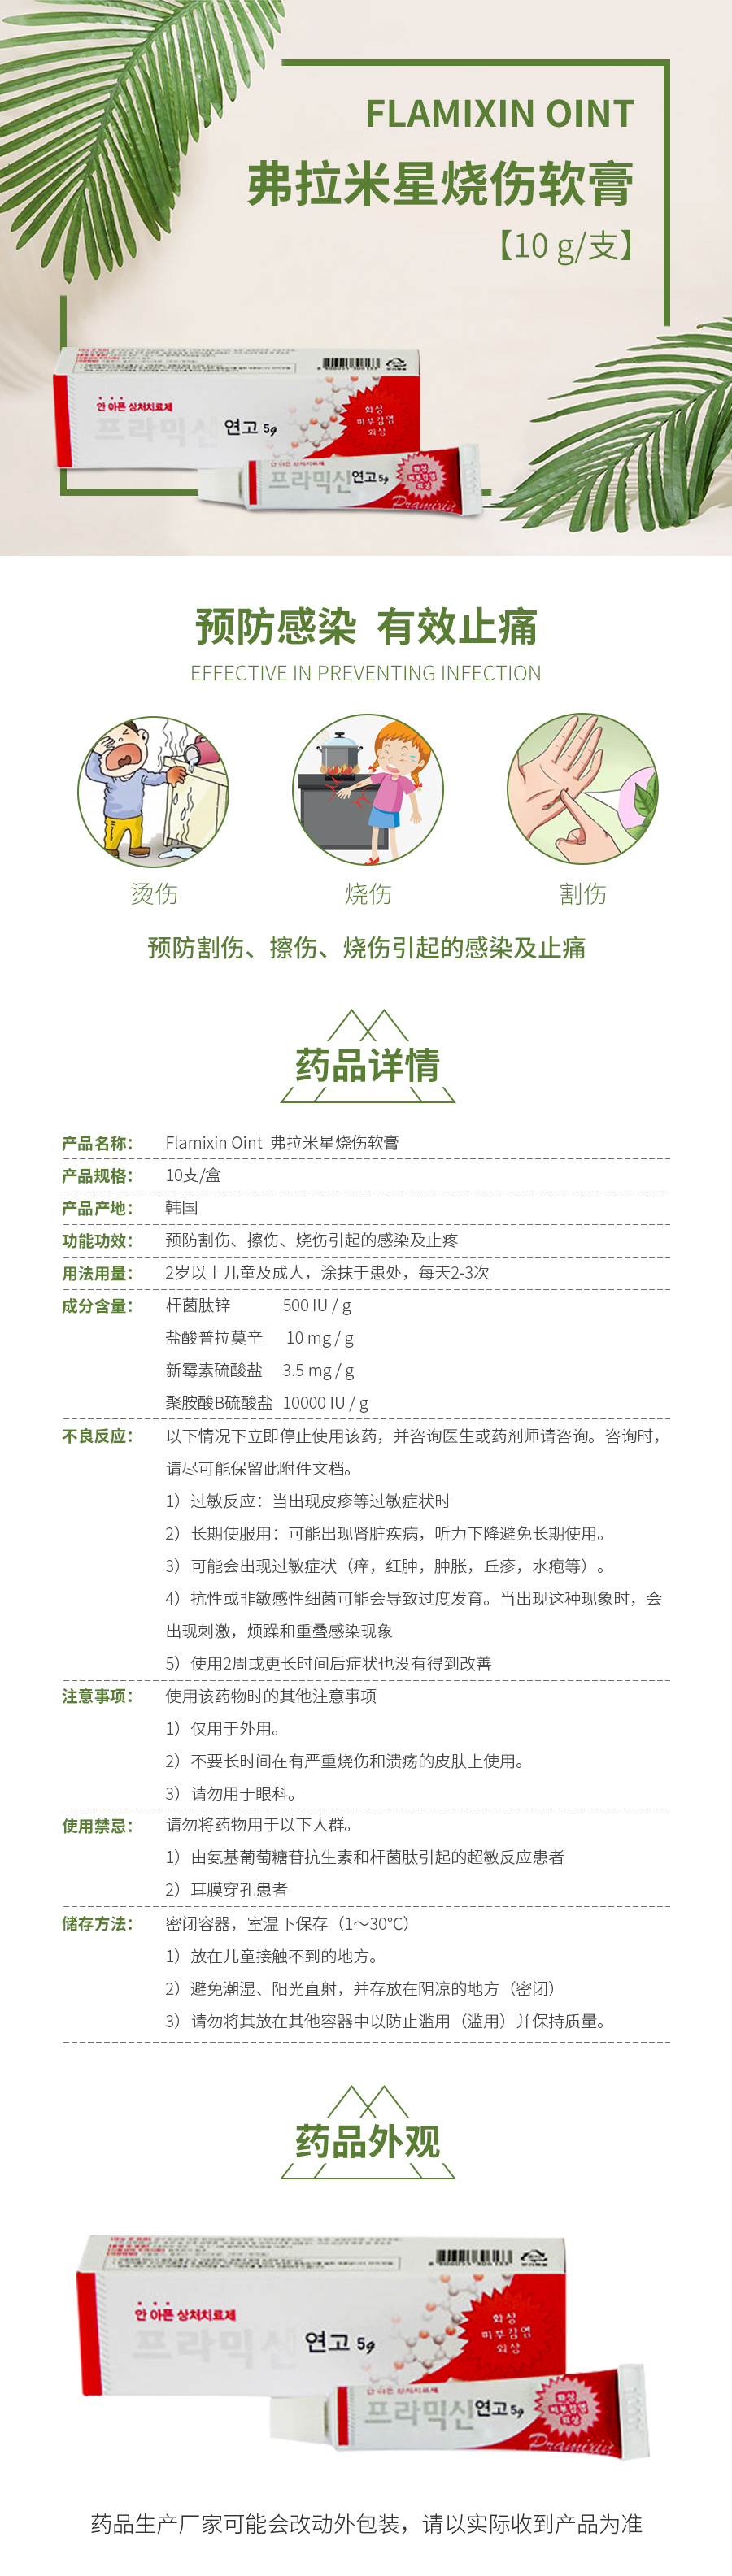 FLAMIXIN OINT
弗拉米星烧伤软膏
【10 g/支】
안 아픈 상처치료제
프라믹신 연고 5g
화상
피부감염
외상
안 아픈 상처치료제
프라믹신 연고 5g
Pramixin
预防感染 有效止痛
EFFECTIVE IN PREVENTING INFECTION
烫伤
烧伤
割伤
预防割伤、擦伤、烧伤引起的感染及止痛
药品详情
产品名称： Flamixin Oint 弗拉米星烧伤软膏
产品规格： 10支/盒
产品产地： 韩国
功能功效： 预防割伤、擦伤、烧伤引起的感染及止疼
用法用量： 2岁以上儿童及成人，涂抹于患处，每天2-3次
成分含量： 杆菌肽锌 500 IU / g
盐酸普拉莫辛 10 mg / g
新霉素硫酸盐 3.5 mg / g
聚胺酸B硫酸盐 10000 IU / g
不良反应： 以下情况下立即停止使用该药，并咨询医生或药剂师请咨询。咨询时，
请尽可能保留此附件文档。
1）过敏反应：当出现皮疹等过敏症状时
2）长期使服用：可能出现肾脏疾病，听力下降避免长期使用。
3）可能会出现过敏症状（痒，红肿，肿胀，丘疹，水疱等）。
4）抗性或非敏感性细菌可能会导致过度发育。当出现这种现象时，会
出现刺激，烦躁和重叠感染现象
5）使用2周或更长时间后症状也没有得到改善
注意事项： 使用该药物时的其他注意事项
1）仅用于外用。
2）不要长时间在有严重烧伤和溃疡的皮肤上使用。
3）请勿用于眼科。
使用禁忌： 请勿将药物用于以下人群。
1）由氨基葡萄糖苷抗生素和杆菌肽引起的超敏反应患者
2）耳膜穿孔患者
储存方法： 密闭容器，室温下保存（1～30℃）
1）放在儿童接触不到的地方。
2）避免潮湿、阳光直射，并存放在阴凉的地方（密闭）
3）请勿将其放在其他容器中以防止滥用（滥用）并保持质量。
药品外观
안 아픈 상처치료제
프라믹신 연고 5g
화상
피부감염
외상
안 아픈 상처치료제
프라믹신 연고 5g
Pramixin
药品生产厂家可能会改动外包装，请以实际收到产品为准